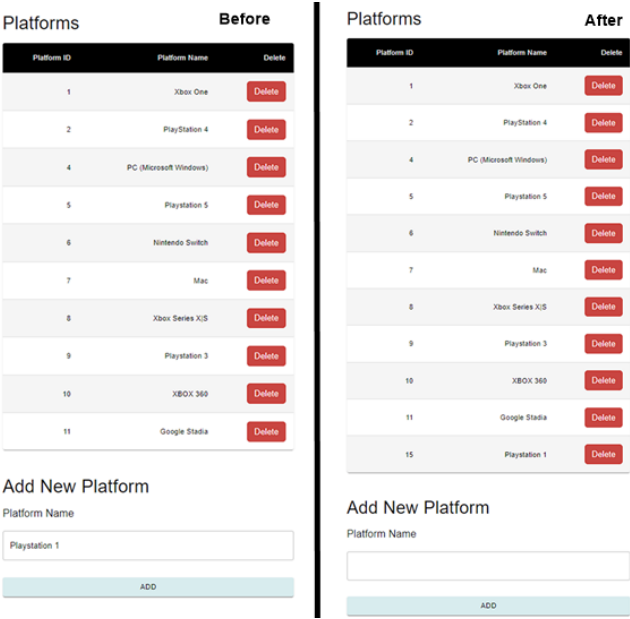 Before
Platforms
Platform ID Platform Name Delete
1 Xbox One Delete
2 PlayStation 4 Delete
4 PC (Microsoft Windows) Delete
5 Playstation 5 Delete
6 Nintendo Switch Delete
7 Mac Delete
8 Xbox Series X|S Delete
9 Playstation 3 Delete
10 XBOX 360 Delete
11 Google Stadia Delete
Add New Platform
Platform Name
Playstation 1
ADD
After
Platforms
Platform ID Platform Name Delete
1 Xbox One Delete
2 PlayStation 4 Delete
4 PC (Microsoft Windows) Delete
5 Playstation 5 Delete
6 Nintendo Switch Delete
7 Mac Delete
8 Xbox Series X|S Delete
9 Playstation 3 Delete
10 XBOX 360 Delete
11 Google Stadia Delete
15 Playstation 1 Delete
Add New Platform
Platform Name
ADD